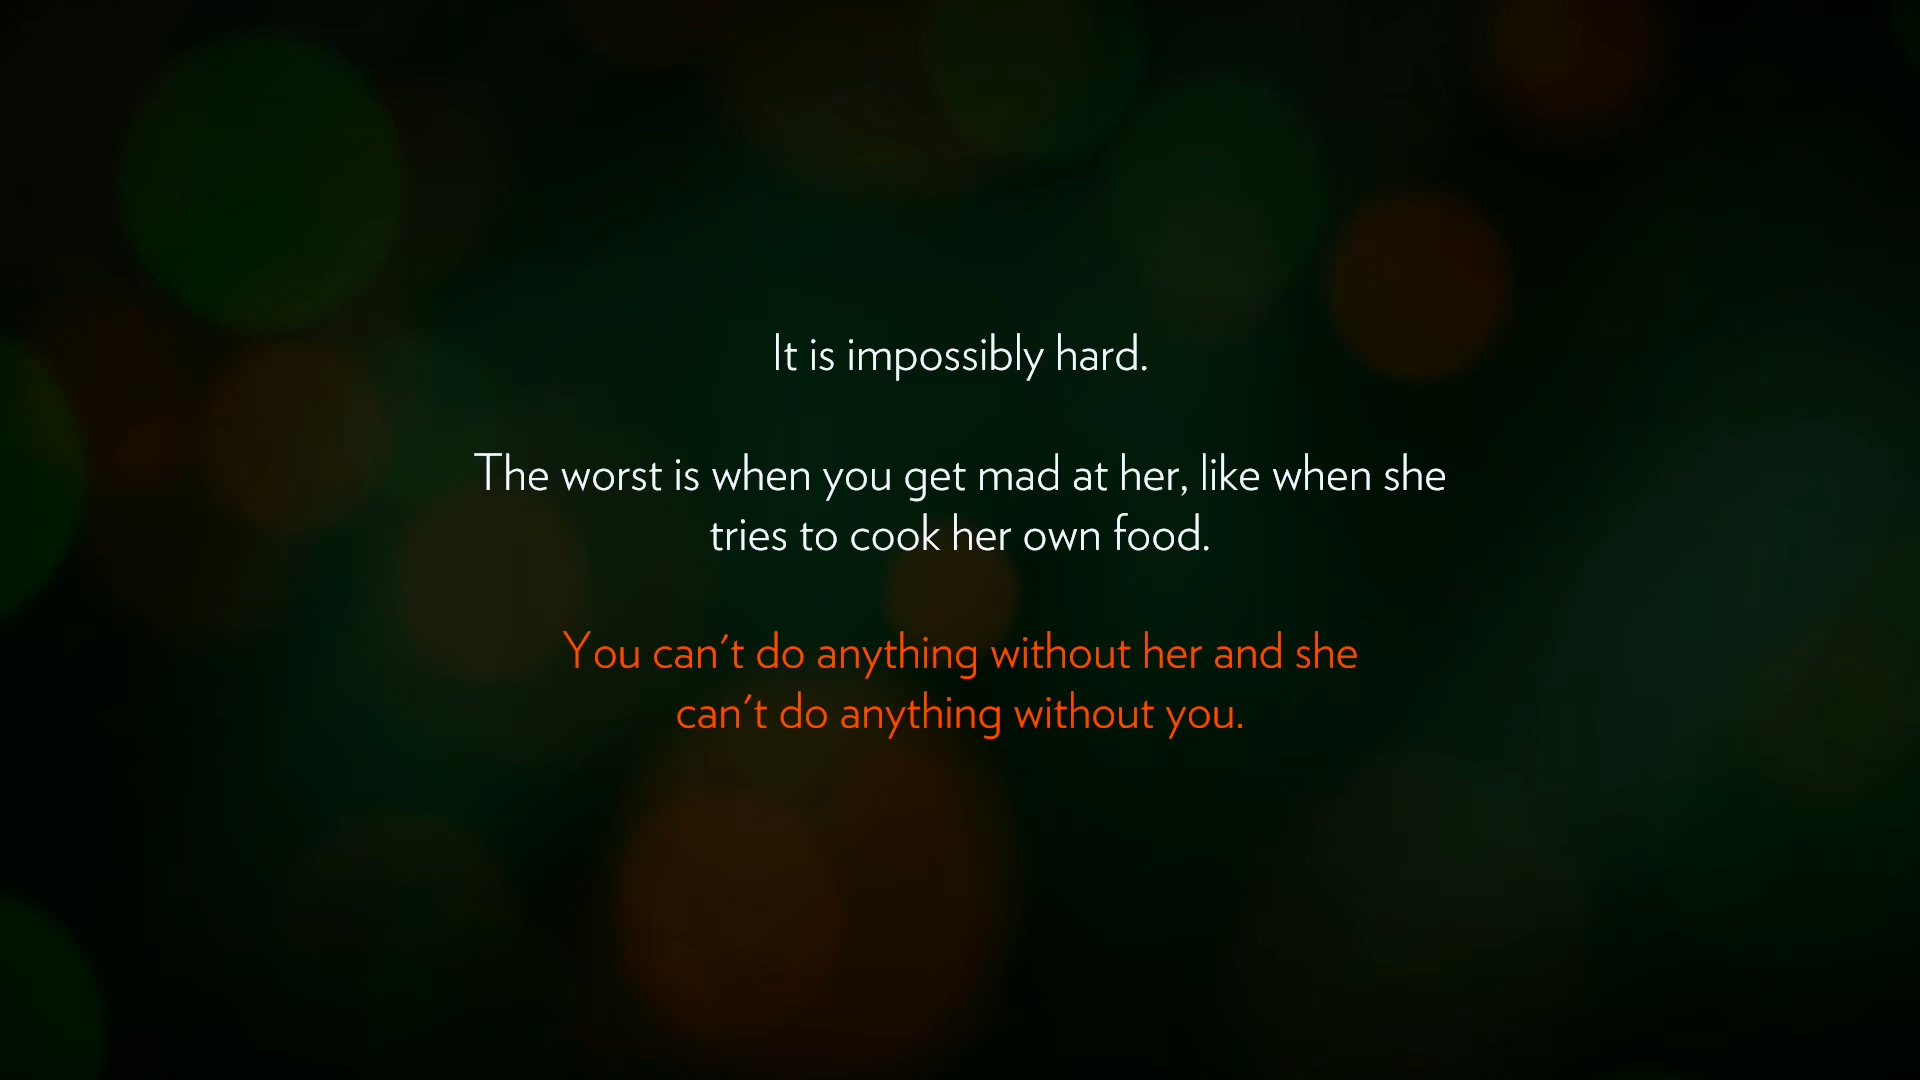 It is impossibly hard.
The worst is when you get mad at her, like when she
tries to cook her own food.
You can't do anything without her and she
can't do anything without you.